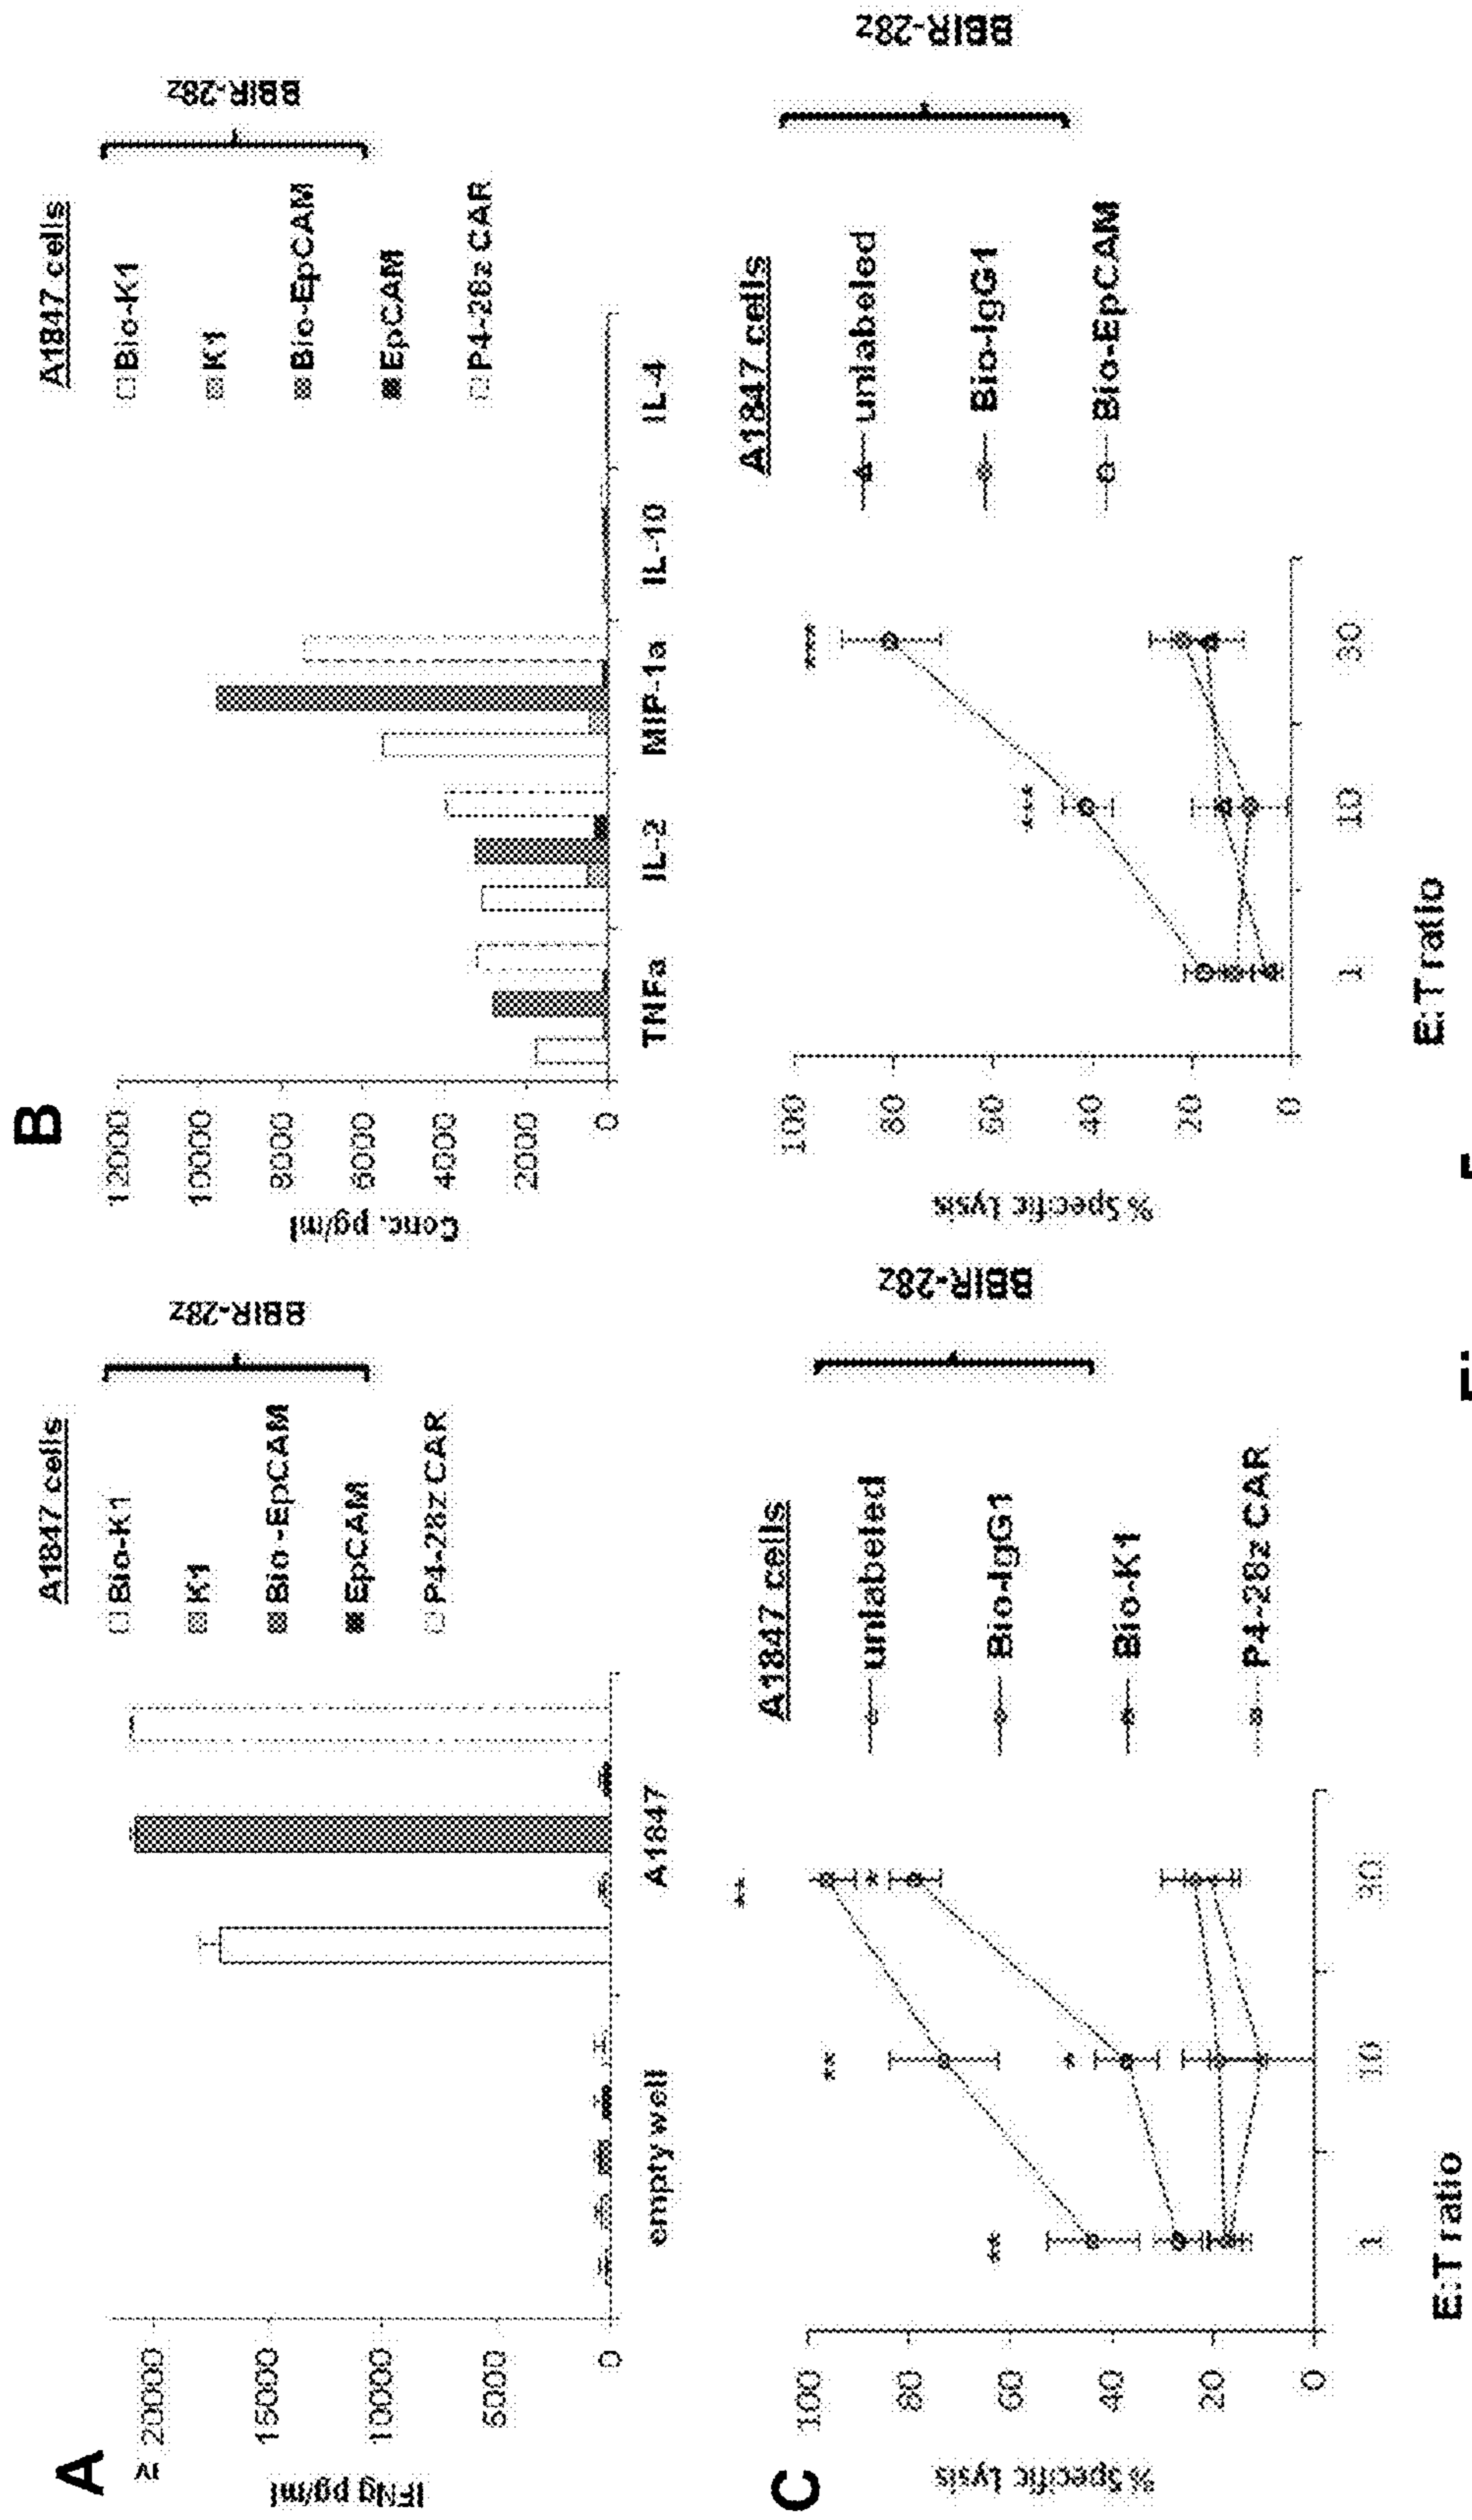 A
≥ 20000
15000
10000
5000
0
IFNg pg/ml
empty well
A1847
A1847 cells
Bio-K1
K1
Bio-EpCAM
EpCAM
P4-28z CAR
BBIR-28z
B
12000
10000
8000
6000
4000
2000
0
Conc. pg/ml
TNFa
IL-2
MIP-1a
IL-10
IL-4
A1847 cells
Bio-K1
K1
Bio-EpCAM
EpCAM
P4-28z CAR
BBIR-28z
C
100
80
60
40
20
0
% Specific Lysis
**
**
*
**
*
1
10
30
E:T ratio
A1847 cells
unlabeled
Bio-IgG1
Bio-K1
P4-28z CAR
BBIR-28z
100
80
60
40
20
0
% Specific Lysis
***
***
1
10
30
E:T ratio
A1847 cells
unlabeled
Bio-IgG1
Bio-EpCAM
BBIR-28z